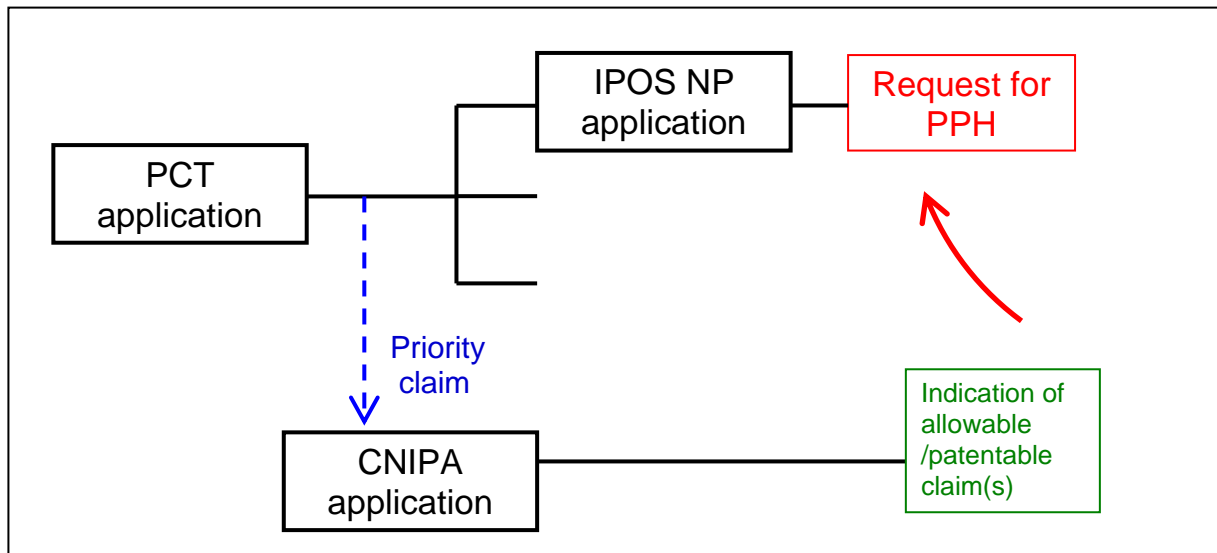 IPOS NP
application
Request for
PPH
PCT
application
Priority
claim
Indication of
allowable
/patentable
claim(s)
CNIPA
application